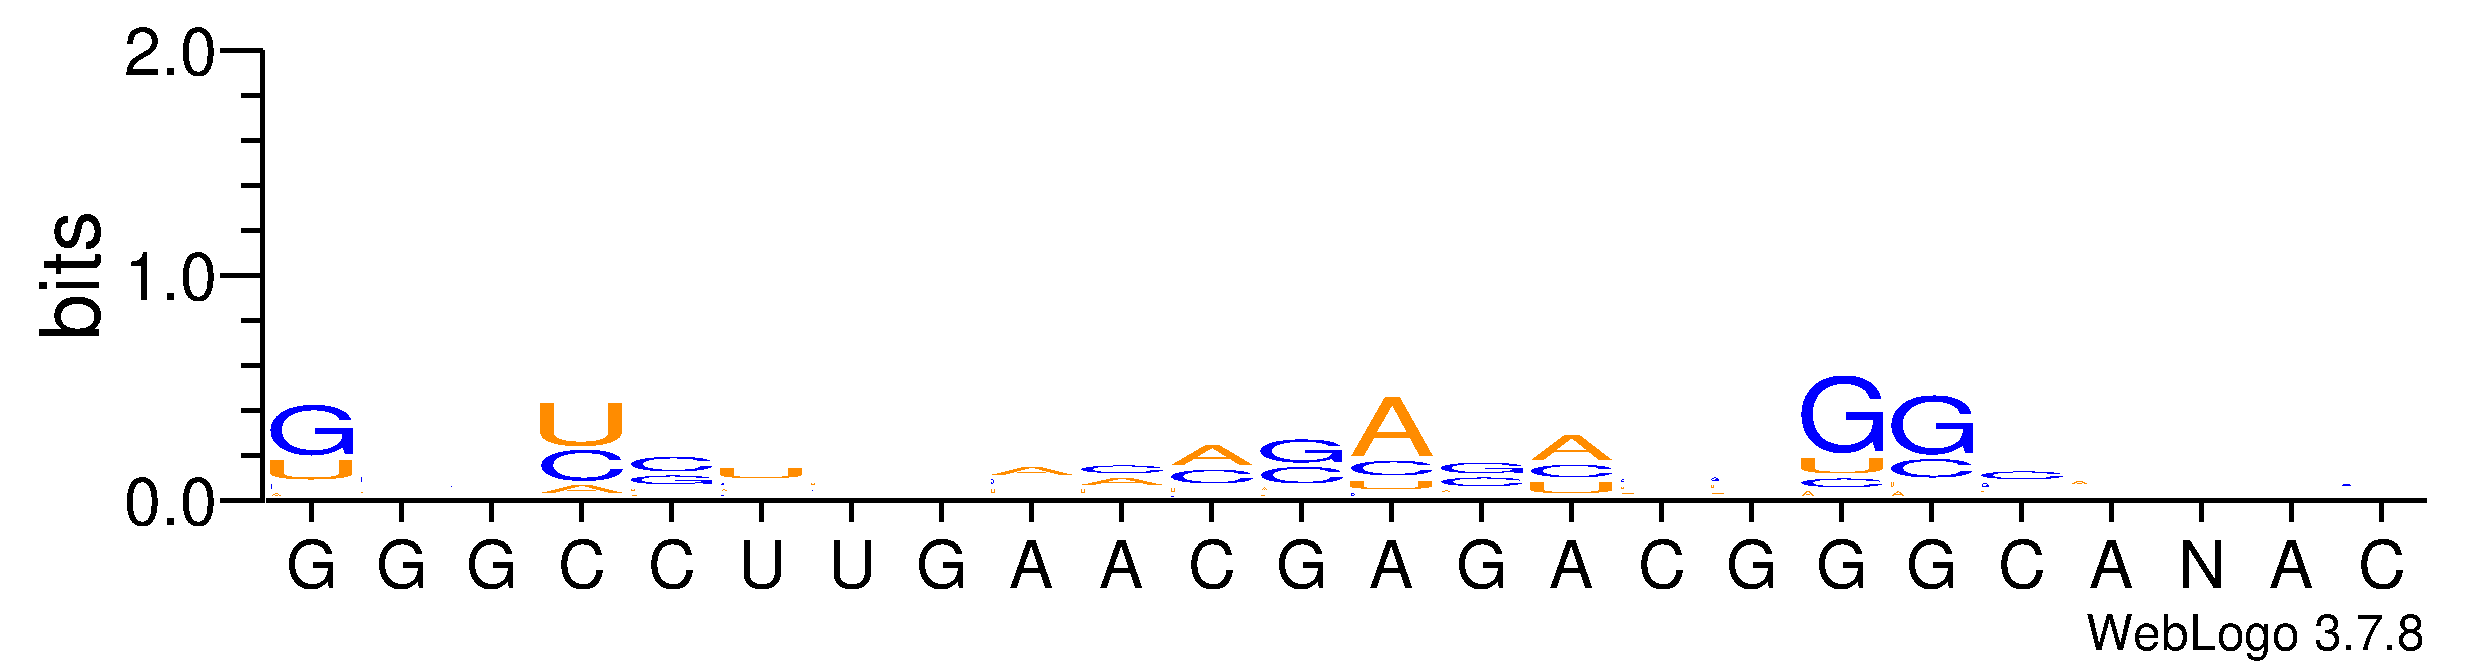 2.0
1.0
0.0
bits
G U
U C A
C G
U
A
C A
A C
G C
A C U
G C
A C U
G U C A
G C A
C
G G G C C U U G A A C G A G A C G G G C A N A C
WebLogo 3.7.8